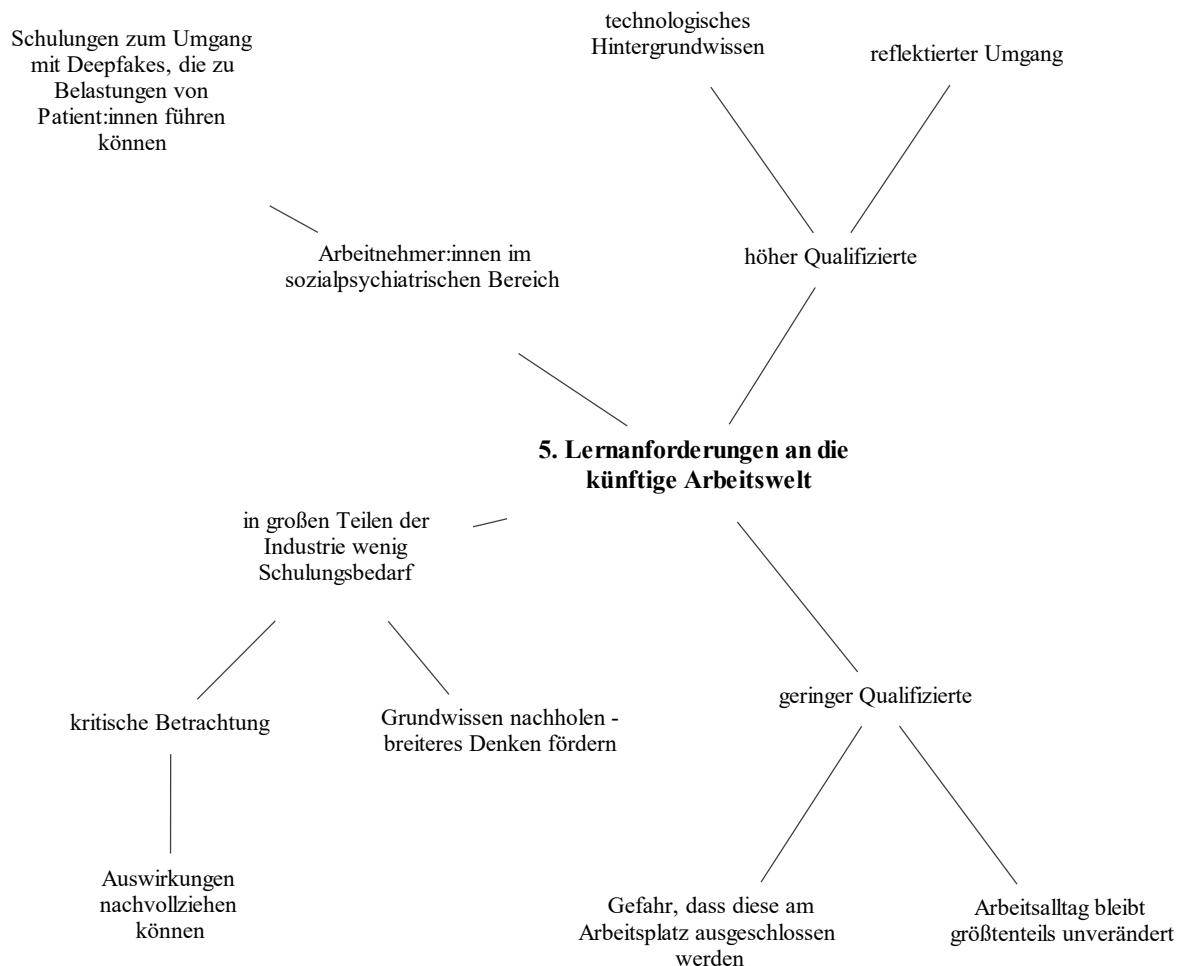 Schulungen zum Umgang
mit Deepfakes, die zu
Belastungen von
Patient:innen führen
können
technologisches
Hintergrundwissen
reflektierter Umgang
Arbeitnehmer:innen im
sozialpsychiatrischen Bereich
höher Qualifizierte
5. Lernanforderungen an die
künftige Arbeitswelt
in großen Teilen der
Industrie wenig
Schulungsbedarf
geringer Qualifizierte
kritische Betrachtung
Grundwissen nachholen -
breiteres Denken fördern
Auswirkungen
nachvollziehen
können
Gefahr, dass diese am
Arbeitsplatz ausgeschlossen
werden
Arbeitsalltag bleibt
größtenteils unverändert